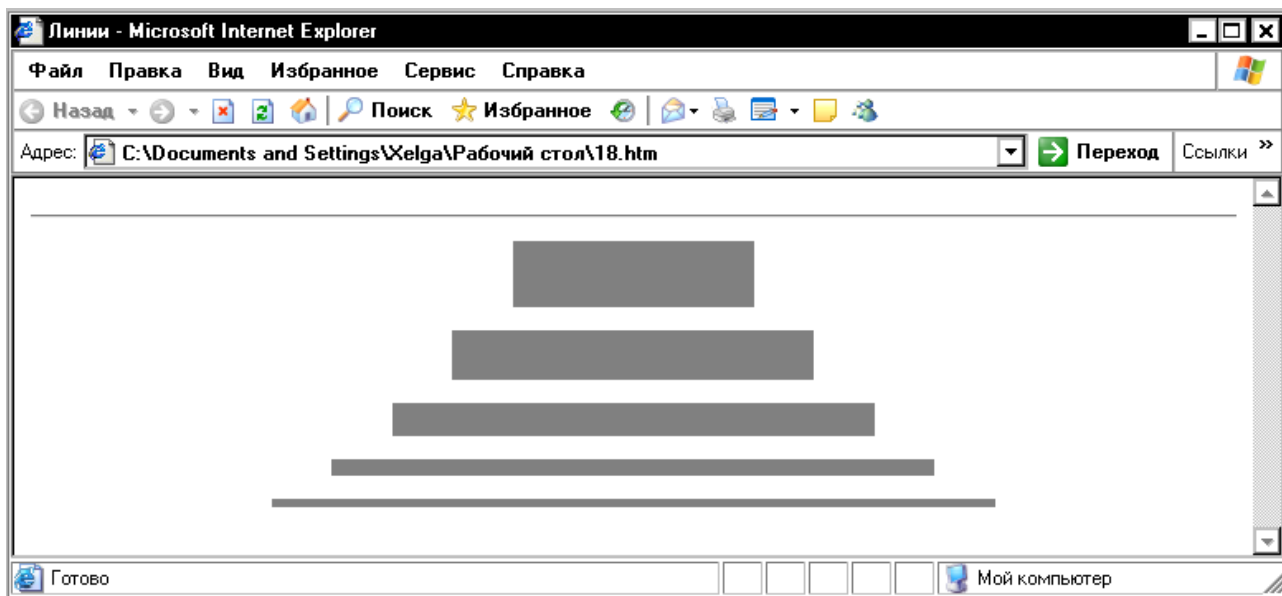 Линии - Microsoft Internet Explorer
Файл Правка Вид Избранное Сервис Справка
Назад Поиск Избранное
Адрес: C:\Documents and Settings\Xelga\Рабочий стол\18.htm Переход Ссылки »
Готово Мой компьютер